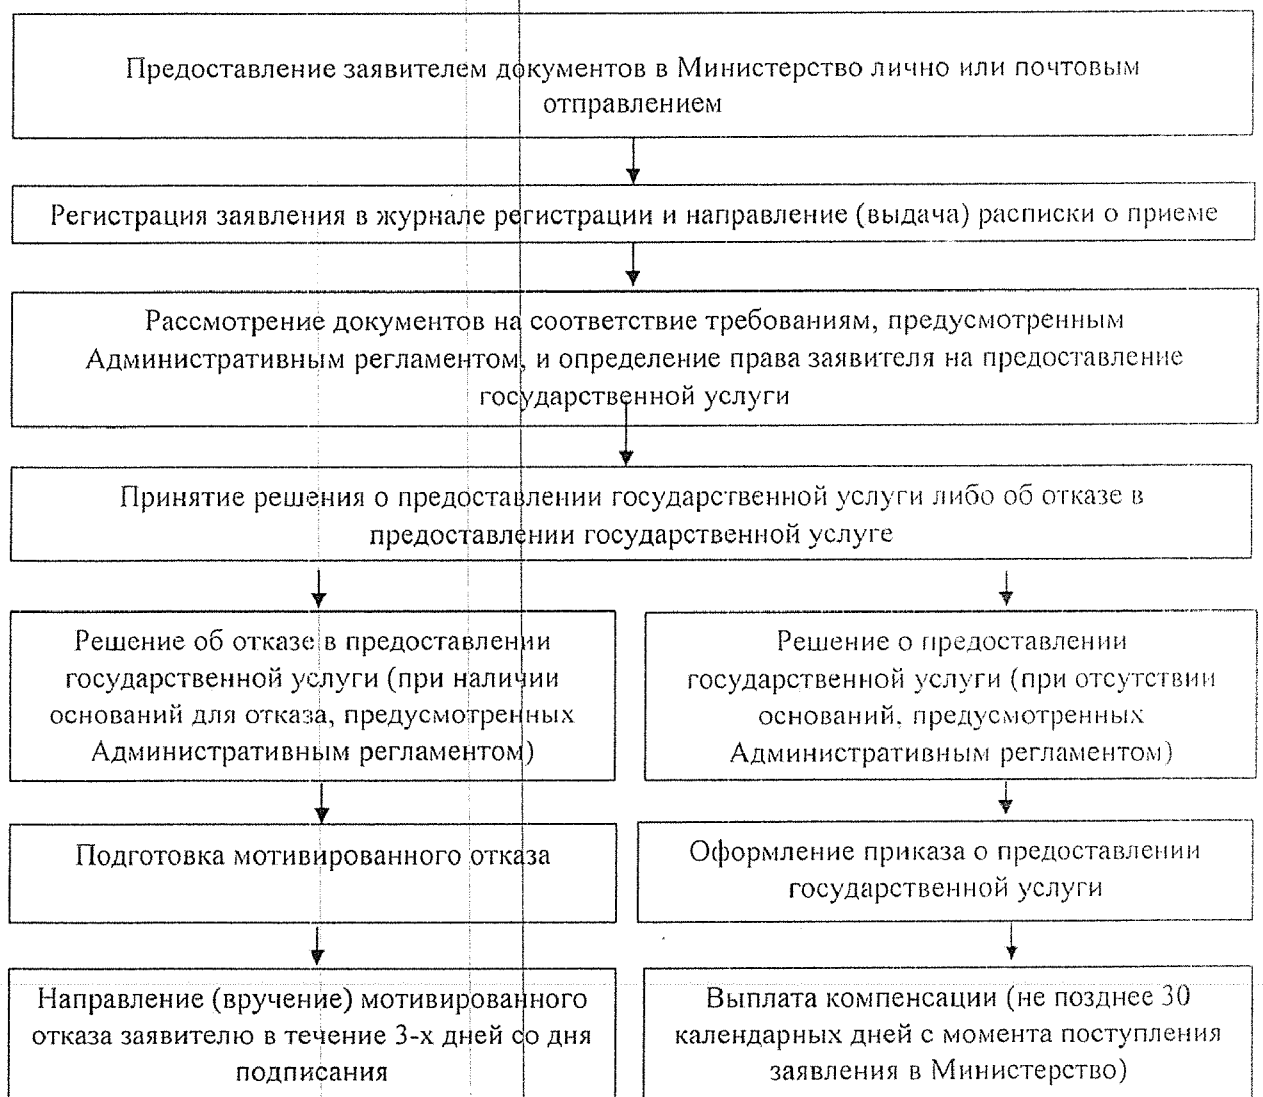 Предоставление заявителем документов в Министерство лично или почтовым
отправлением
Регистрация заявления в журнале регистрации и направление (выдача) расписки о приеме
Рассмотрение документов на соответствие требованиям, предусмотренным
Административным регламентом, и определение права заявителя на предоставление
государственной услуги
Принятие решения о предоставлении государственной услуги либо об отказе в
предоставлении государственной услуге
Решение об отказе в предоставлении
государственной услуги (при наличии
оснований для отказа, предусмотренных
Административным регламентом)
Решение о предоставлении
государственной услуги (при отсутствии
оснований, предусмотренных
Административным регламентом)
Подготовка мотивированного отказа
Оформление приказа о предоставлении
государственной услуги
Направление (вручение) мотивированного
отказа заявителю в течение 3-х дней со дня
подписания
Выплата компенсации (не позднее 30
календарных дней с момента поступления
заявления в Министерство)